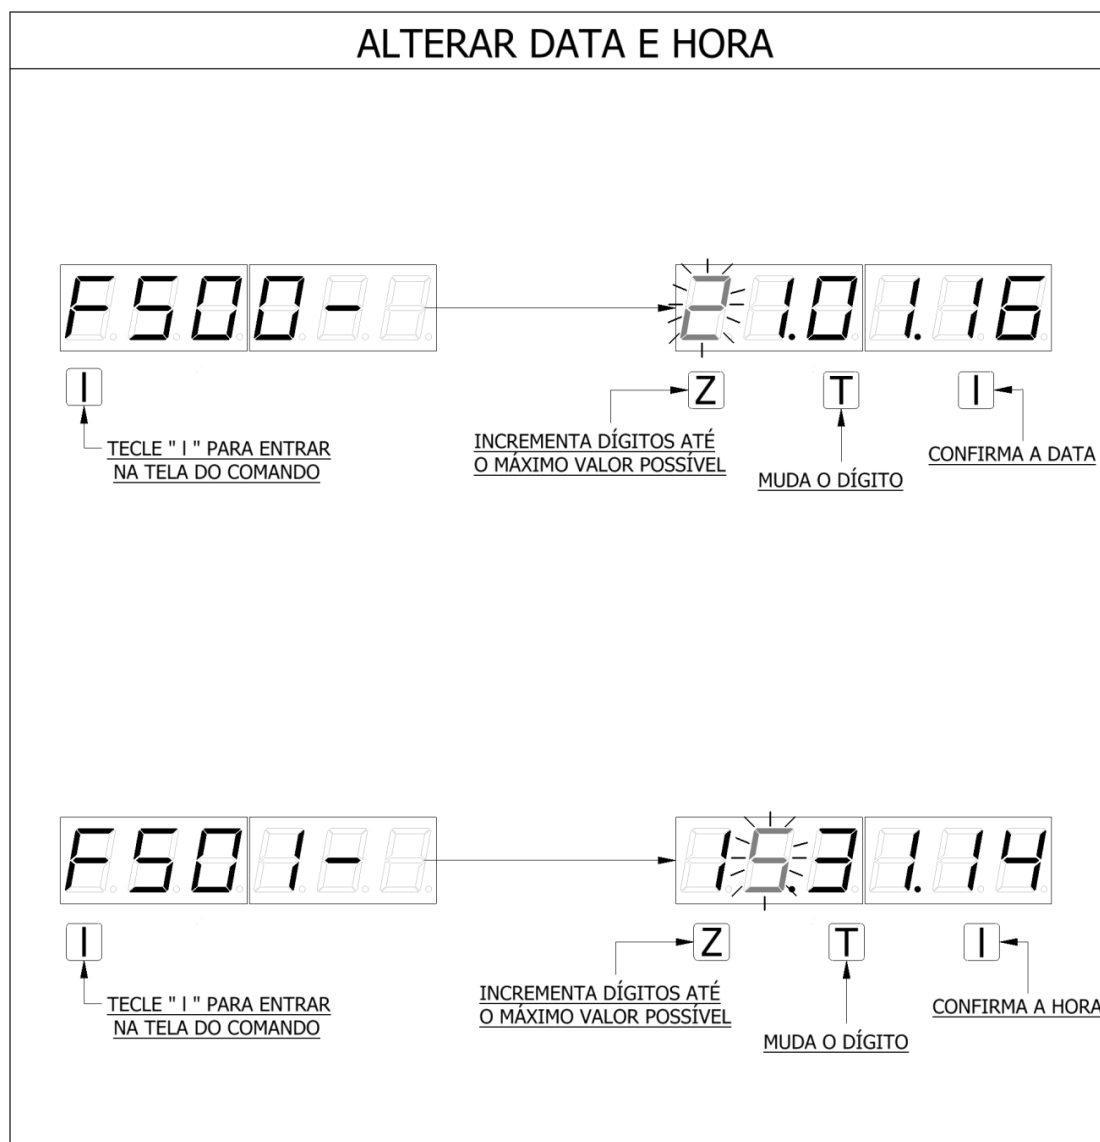 ALTERAR DATA E HORA
F500-
21.01.16
I
Z
T
I
TECLE " I " PARA ENTRAR
NA TELA DO COMANDO
INCREMENTA DÍGITOS ATÉ
O MÁXIMO VALOR POSSÍVEL
MUDA O DÍGITO
CONFIRMA A DATA
F501-
15.31.14
I
Z
T
I
TECLE " I " PARA ENTRAR
NA TELA DO COMANDO
INCREMENTA DÍGITOS ATÉ
O MÁXIMO VALOR POSSÍVEL
MUDA O DÍGITO
CONFIRMA A HORA